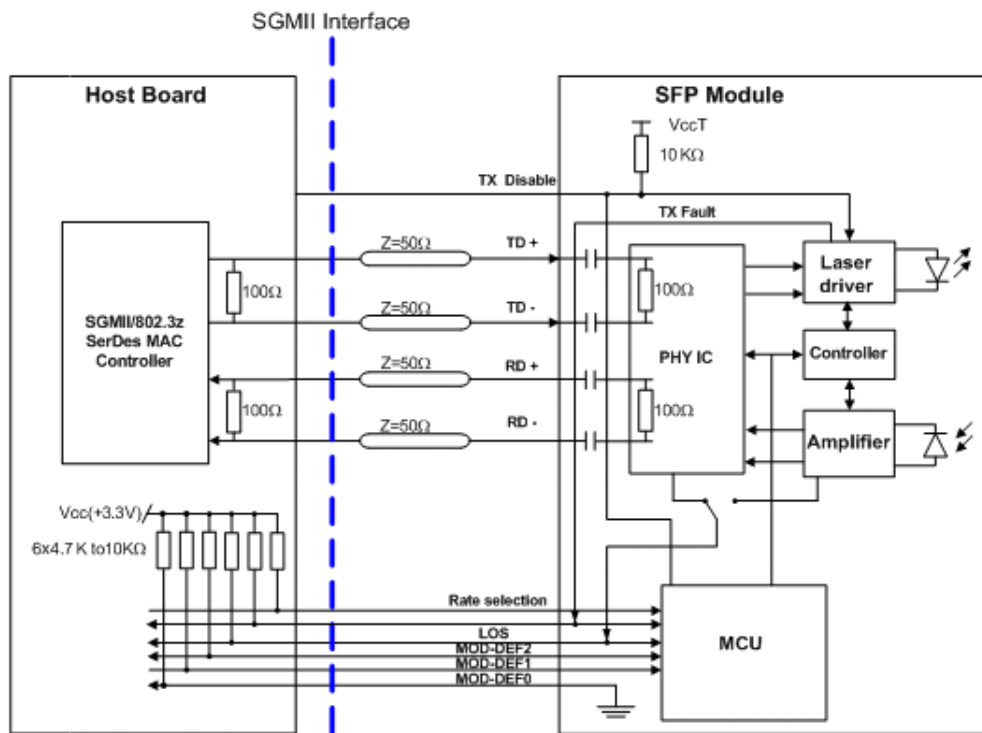 SGMII Interface
Host Board
SFP Module
VccT
10 KΩ
TX Disable
TX Fault
Z=50Ω
TD +
100Ω
100Ω
Laser
driver
Z=50Ω
TD -
SGMII/802.3z
SerDes MAC
Controller
PHY IC
Controller
Z=50Ω
RD +
100Ω
100Ω
Z=50Ω
RD -
Amplifier
Vcc(+3.3V)
6x4.7 K to10KΩ
Rate selection
LOS
MOD-DEF2
MOD-DEF1
MOD-DEF0
MCU